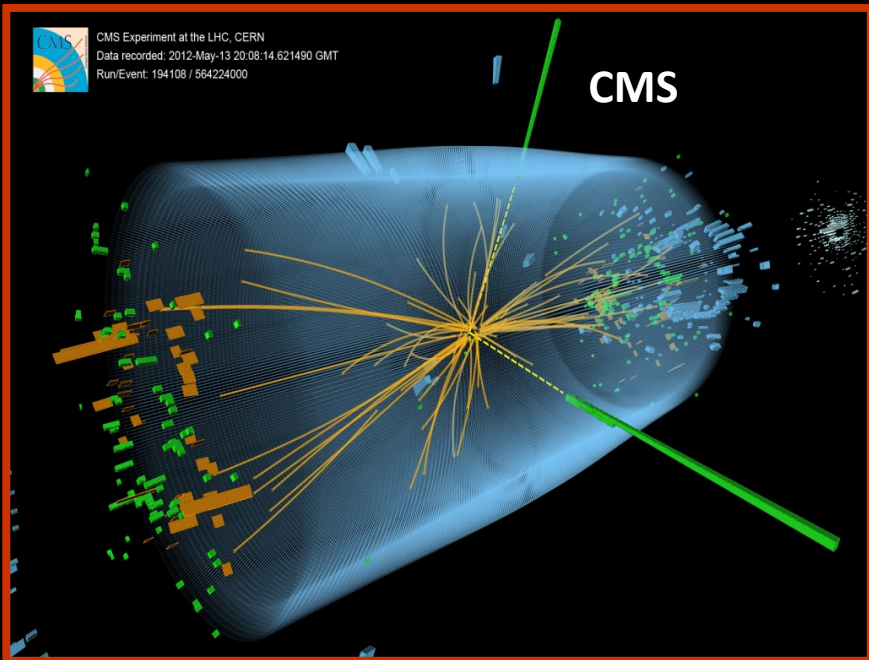 CMS
CMS Experiment at the LHC, CERN
Data recorded: 2012-May-13 20:08:14.621490 GMT
Run/Event: 194108 / 564224000
CMS